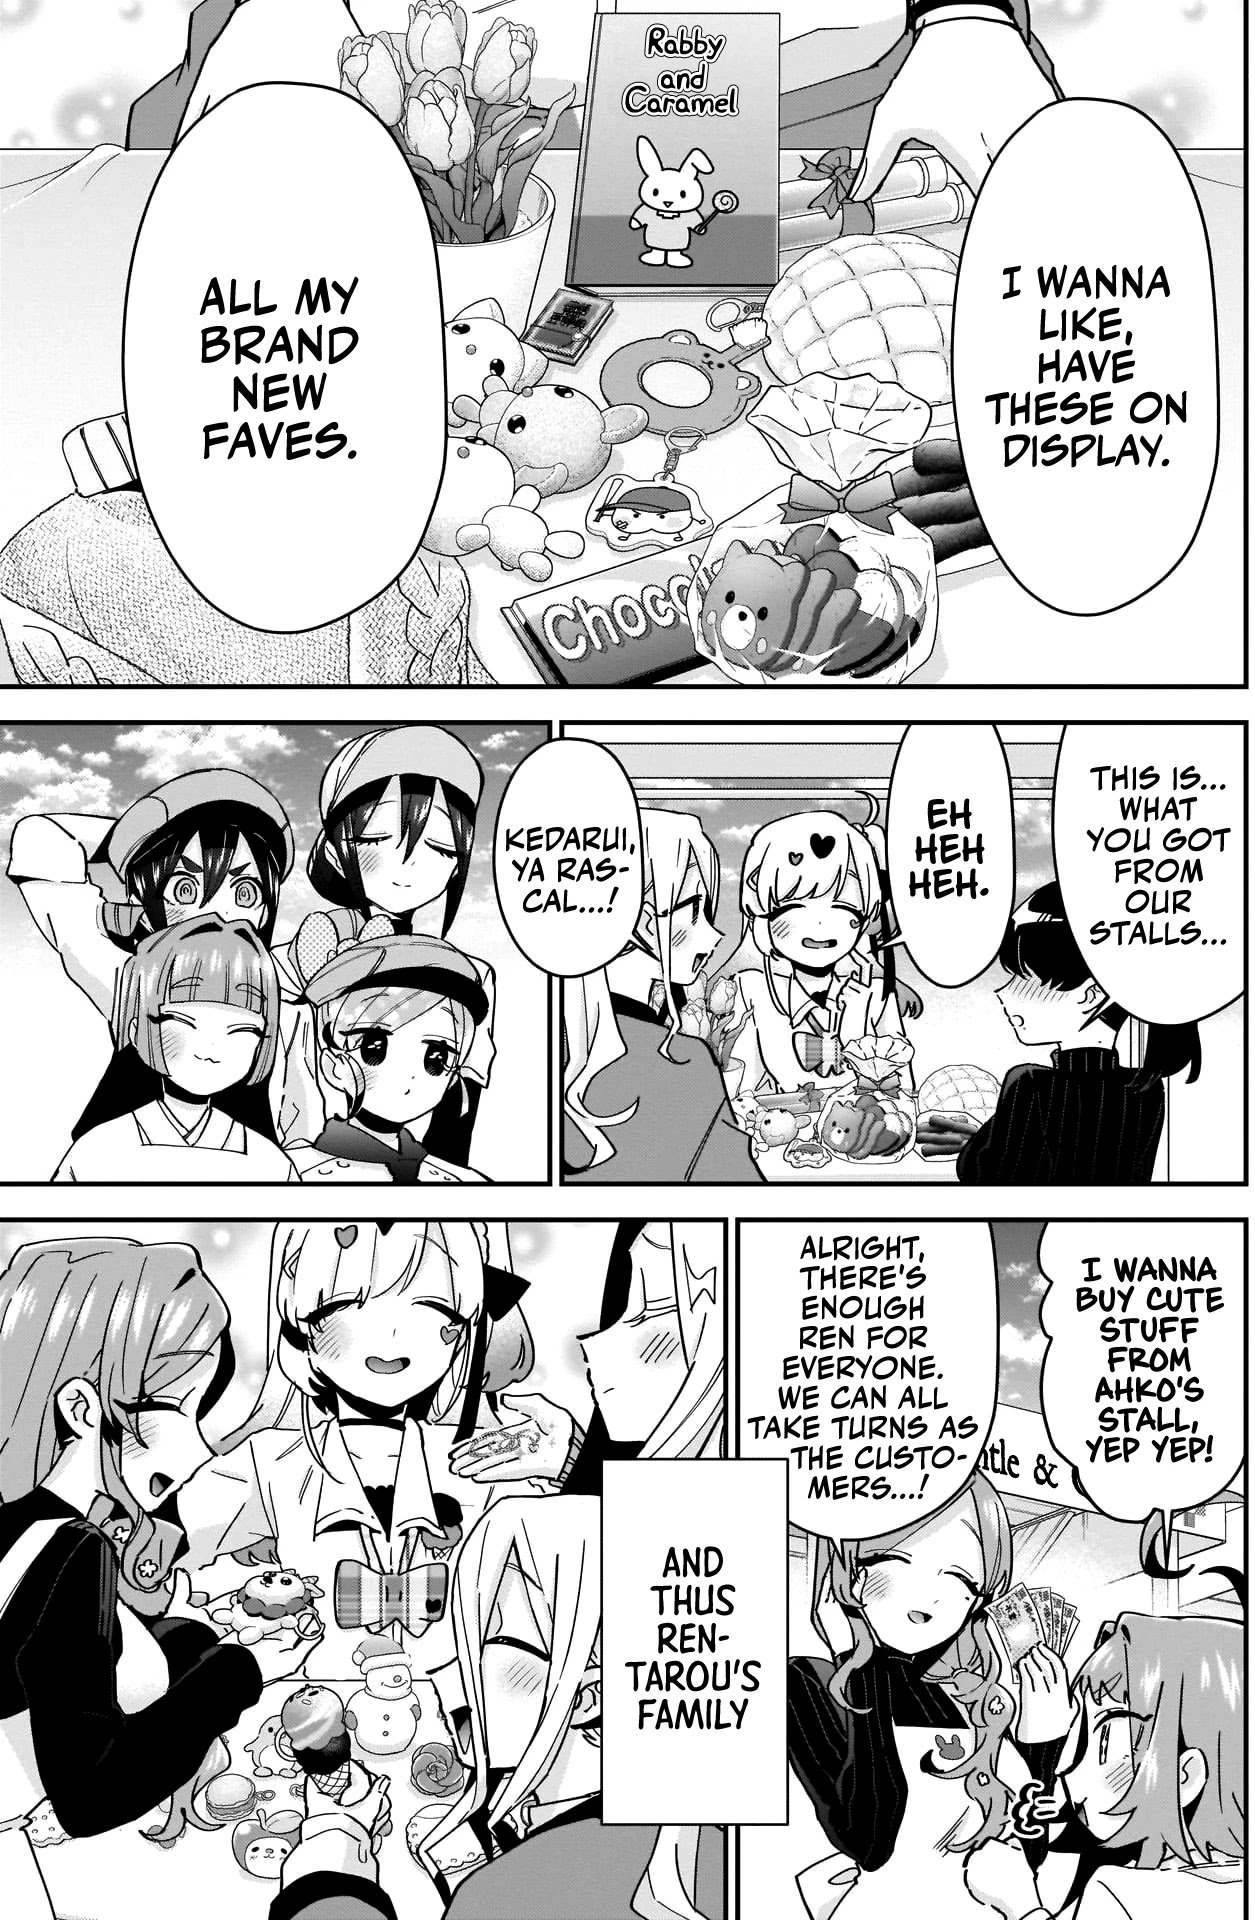 I WANNA
LIKE,
HAVE
THESE ON
DISPLAY.
Rabby
and
Caramel
ALL MY
BRAND
NEW
FAVES.
THIS IS...
WHAT
YOU GOT
FROM
OUR
STALLS...
EH
HEH
HEH.
KEDARUI,
YA RAS-
CAL...!
I WANNA
BUY CUTE
STUFF
FROM
AHKO'S
STALL,
YEP YEP!
ALRIGHT,
THERE'S
ENOUGH
REN FOR
EVERYONE.
WE CAN ALL
TAKE TURNS AS
THE CUSTO-
MERS...!
&
AND
THUS
REN-
TAROU'S
FAMILY